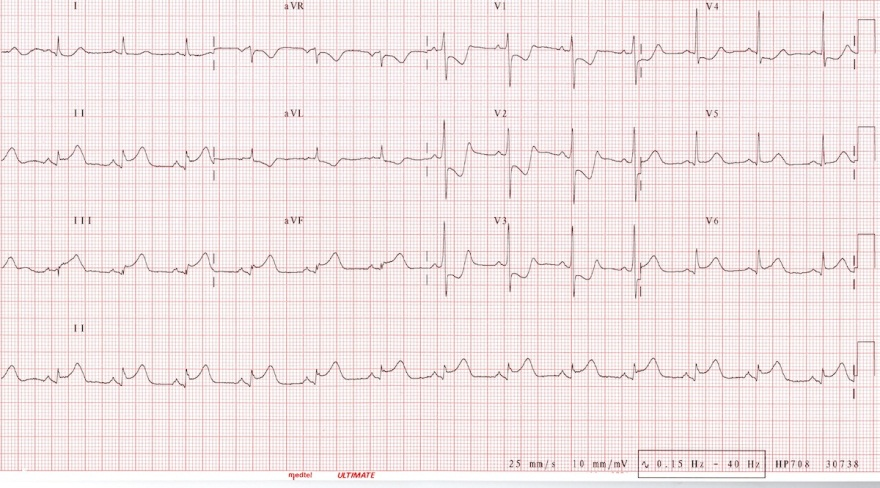 I aVR V1 V4
II aVL V2 V5
III aVF V3 V6
II
25 mm/s 10 mm/mV ∿ 0.15 Hz - 40 Hz HP708 30738
medtel ULTIMATE